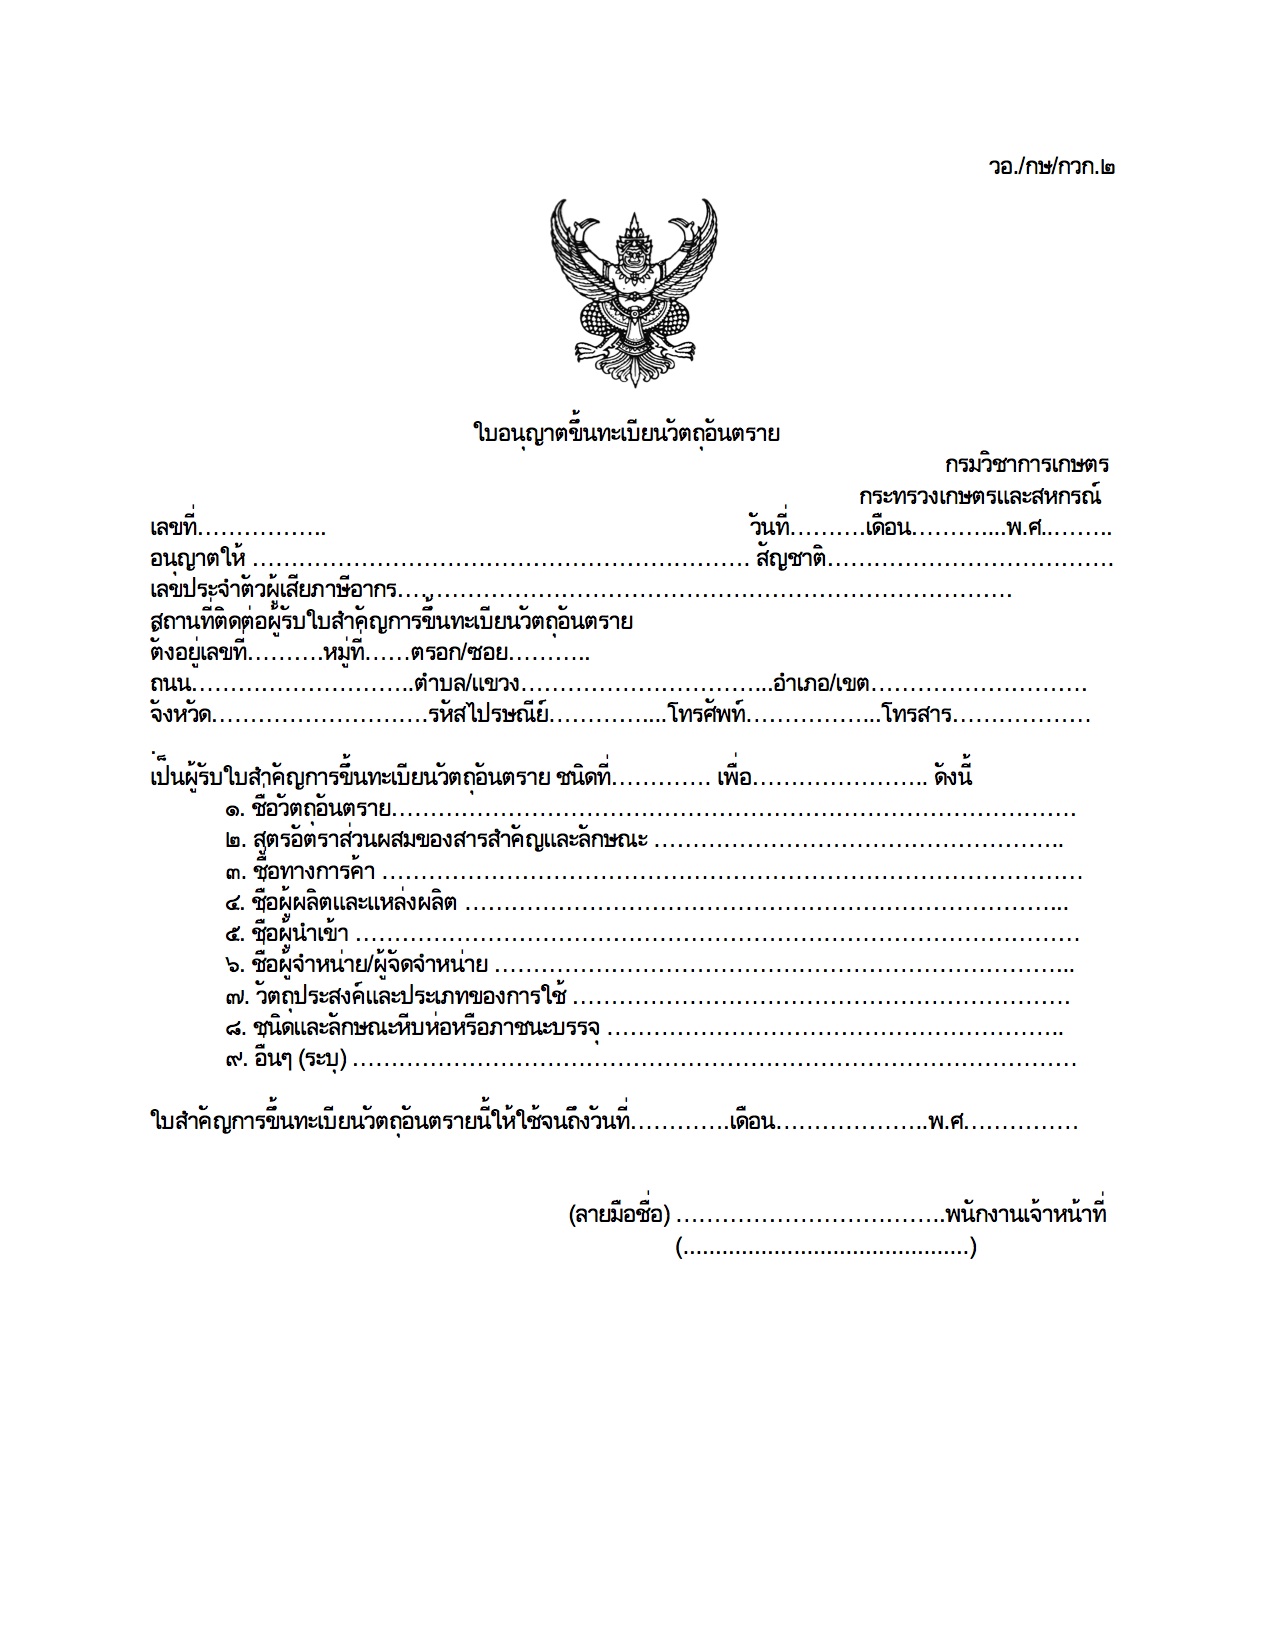 วอ./กษ/กวก.๒
ใบอนุญาตขึ้นทะเบียนวัตถุอันตราย
กรมวิชาการเกษตร
กระทรวงเกษตรและสหกรณ์
เลขที่…………….. วันที่……….เดือน…………...พ.ศ.………
อนุญาตให้ ………………………………………………………… สัญชาติ……………………………….
เลขประจำตัวผู้เสียภาษีอากร………………………………………………………………………
สถานที่ติดต่อผู้รับใบสำคัญการขึ้นทะเบียนวัตถุอันตราย
ตั้งอยู่เลขที่……….หมู่ที่……ตรอก/ซอย………..
ถนน………………………..ตำบล/แขวง…………………………...อำเภอ/เขต……………………….
จังหวัด……………………….รหัสไปรษณีย์…………....โทรศัพท์……………...โทรสาร………………
.
เป็นผู้รับใบสำคัญการขึ้นทะเบียนวัตถุอันตราย ชนิดที่…………. เพื่อ………………….. ดังนี้
๑. ชื่อวัตถุอันตราย………………………………………………………………………………
๒. สูตรอัตราส่วนผสมของสารสำคัญและลักษณะ ……………………………………………..
๓. ชื่อทางการค้า ………………………………………………………………………………
๔. ชื่อผู้ผลิตและแหล่งผลิต …………………………………………………………………...
๕. ชื่อผู้นำเข้า …………………………………………………………………………………
๖. ชื่อผู้จำหน่าย/ผู้จัดจำหน่าย ………………………………………………………………...
๗. วัตถุประสงค์และประเภทของการใช้ ……………………………………………………….
๘. ชนิดและลักษณะหีบห่อหรือภาชนะบรรจุ …………………………………………………..
๙. อื่นๆ (ระบุ) …………………………………………………………………………………
ใบสำคัญการขึ้นทะเบียนวัตถุอันตรายนี้ให้ใช้จนถึงวันที่………….เดือน………………..พ.ศ……………
(ลายมือชื่อ) ……………………………..พนักงานเจ้าหน้าที่
(............................................)